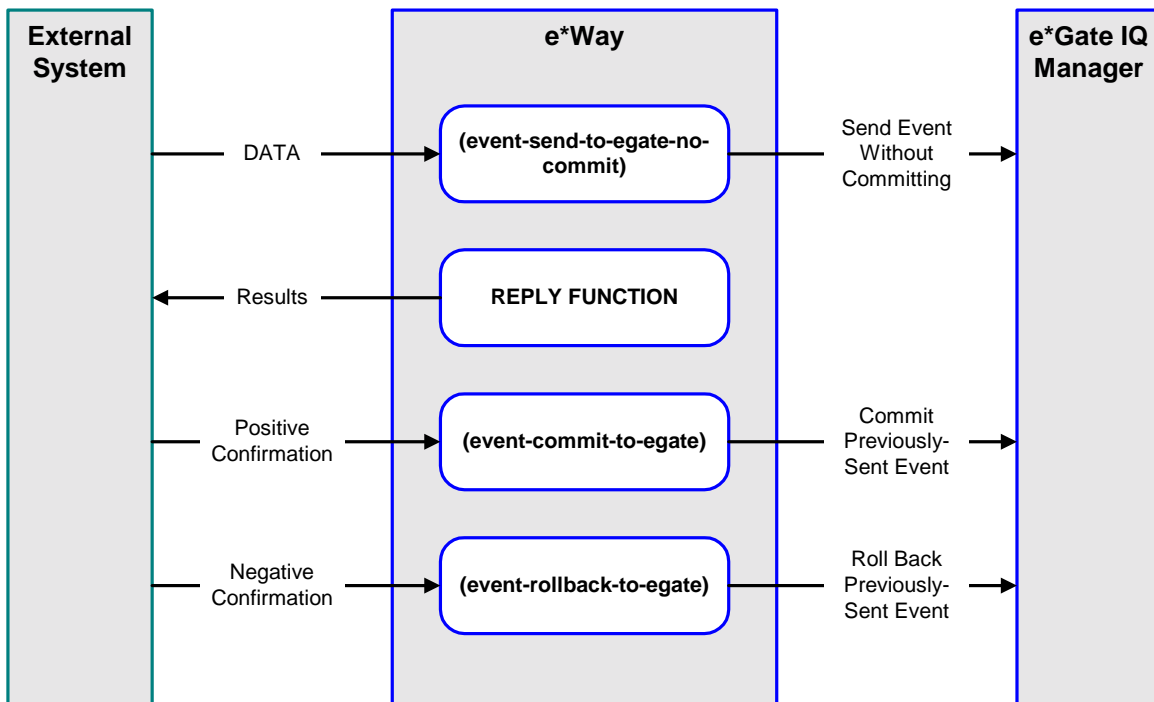 External
System
e*Way
e*Gate IQ
Manager
DATA
(event-send-to-egate-no-
commit)
Send Event
Without
Committing
Results
REPLY FUNCTION
Positive
Confirmation
(event-commit-to-egate)
Commit
Previously-
Sent Event
Negative
Confirmation
(event-rollback-to-egate)
Roll Back
Previously-
Sent Event